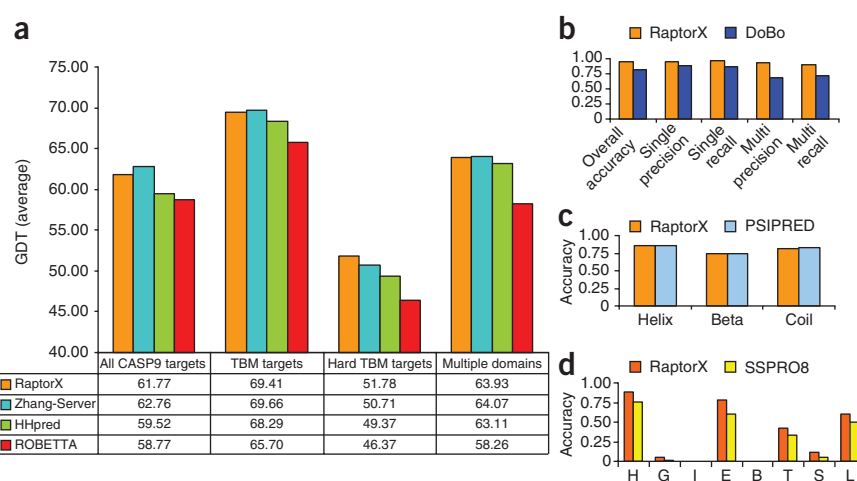 a
75.00
70.00
65.00
60.00
55.00
50.00
45.00
40.00
GDT (average)
All CASP9 targets TBM targets Hard TBM targets Multiple domains
RaptorX 61.77 69.41 51.78 63.93
Zhang-Server 62.76 69.66 50.71 64.07
HHpred 59.52 68.29 49.37 63.11
ROBETTA 58.77 65.70 46.37 58.26
b
RaptorX DoBo
1.00
0.75
0.50
0.25
0
Overall accuracy
Single precision
Single recall
Multi precision
Multi recall
c
RaptorX PSIPRED
1.00
0.75
0.50
0.25
0
Accuracy
Helix Beta Coil
d
RaptorX SSPRO8
1.00
0.75
0.50
0.25
0
Accuracy
H G I E B T S L